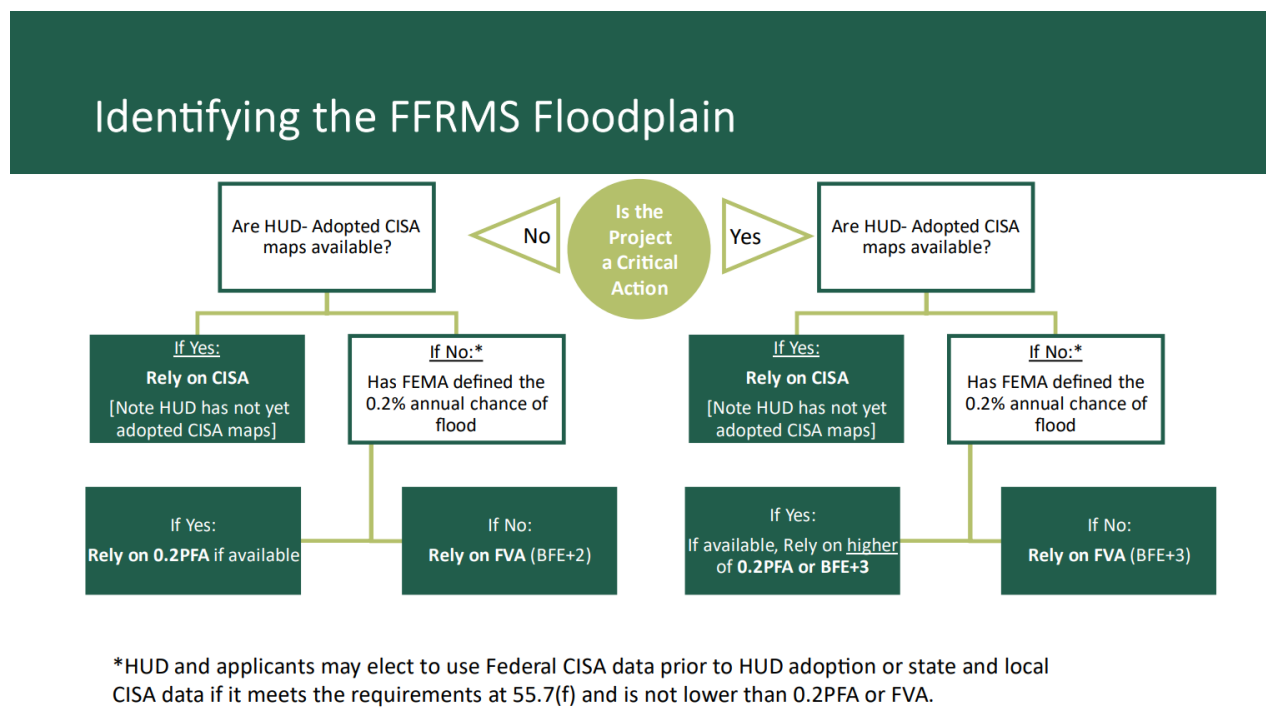 Identifying the FFRMS Floodplain
Are HUD- Adopted CISA
maps available?
No
Is the
Project
a Critical
Action
Yes
Are HUD- Adopted CISA
maps available?
If Yes:
Rely on CISA
[Note HUD has not yet
adopted CISA maps]
If No:*
Has FEMA defined the
0.2% annual chance of
flood
If Yes:
Rely on CISA
[Note HUD has not yet
adopted CISA maps]
If No:*
Has FEMA defined the
0.2% annual chance of
flood
If Yes:
Rely on 0.2PFA if available
If No:
Rely on FVA (BFE+2)
If Yes:
If available, Rely on higher
of 0.2PFA or BFE+3
If No:
Rely on FVA (BFE+3)
*HUD and applicants may elect to use Federal CISA data prior to HUD adoption or state and local
CISA data if it meets the requirements at 55.7(f) and is not lower than 0.2PFA or FVA.